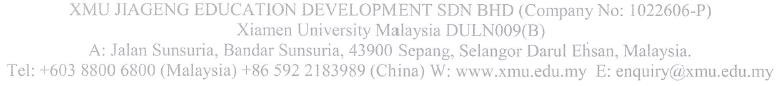 XMU JIAGENG EDUCATION DEVELOPMENT SDN BHD (Company No: 1022606-P)
Xiamen University Malaysia DULN009(B)
A: Jalan Sunsuria, Bandar Sunsuria, 43900 Sepang, Selangor Darul Ehsan, Malaysia.
Tel: +603 8800 6800 (Malaysia) +86 592 2183989 (China) W: www.xmu.edu.my E: enquiry@xmu.edu.my